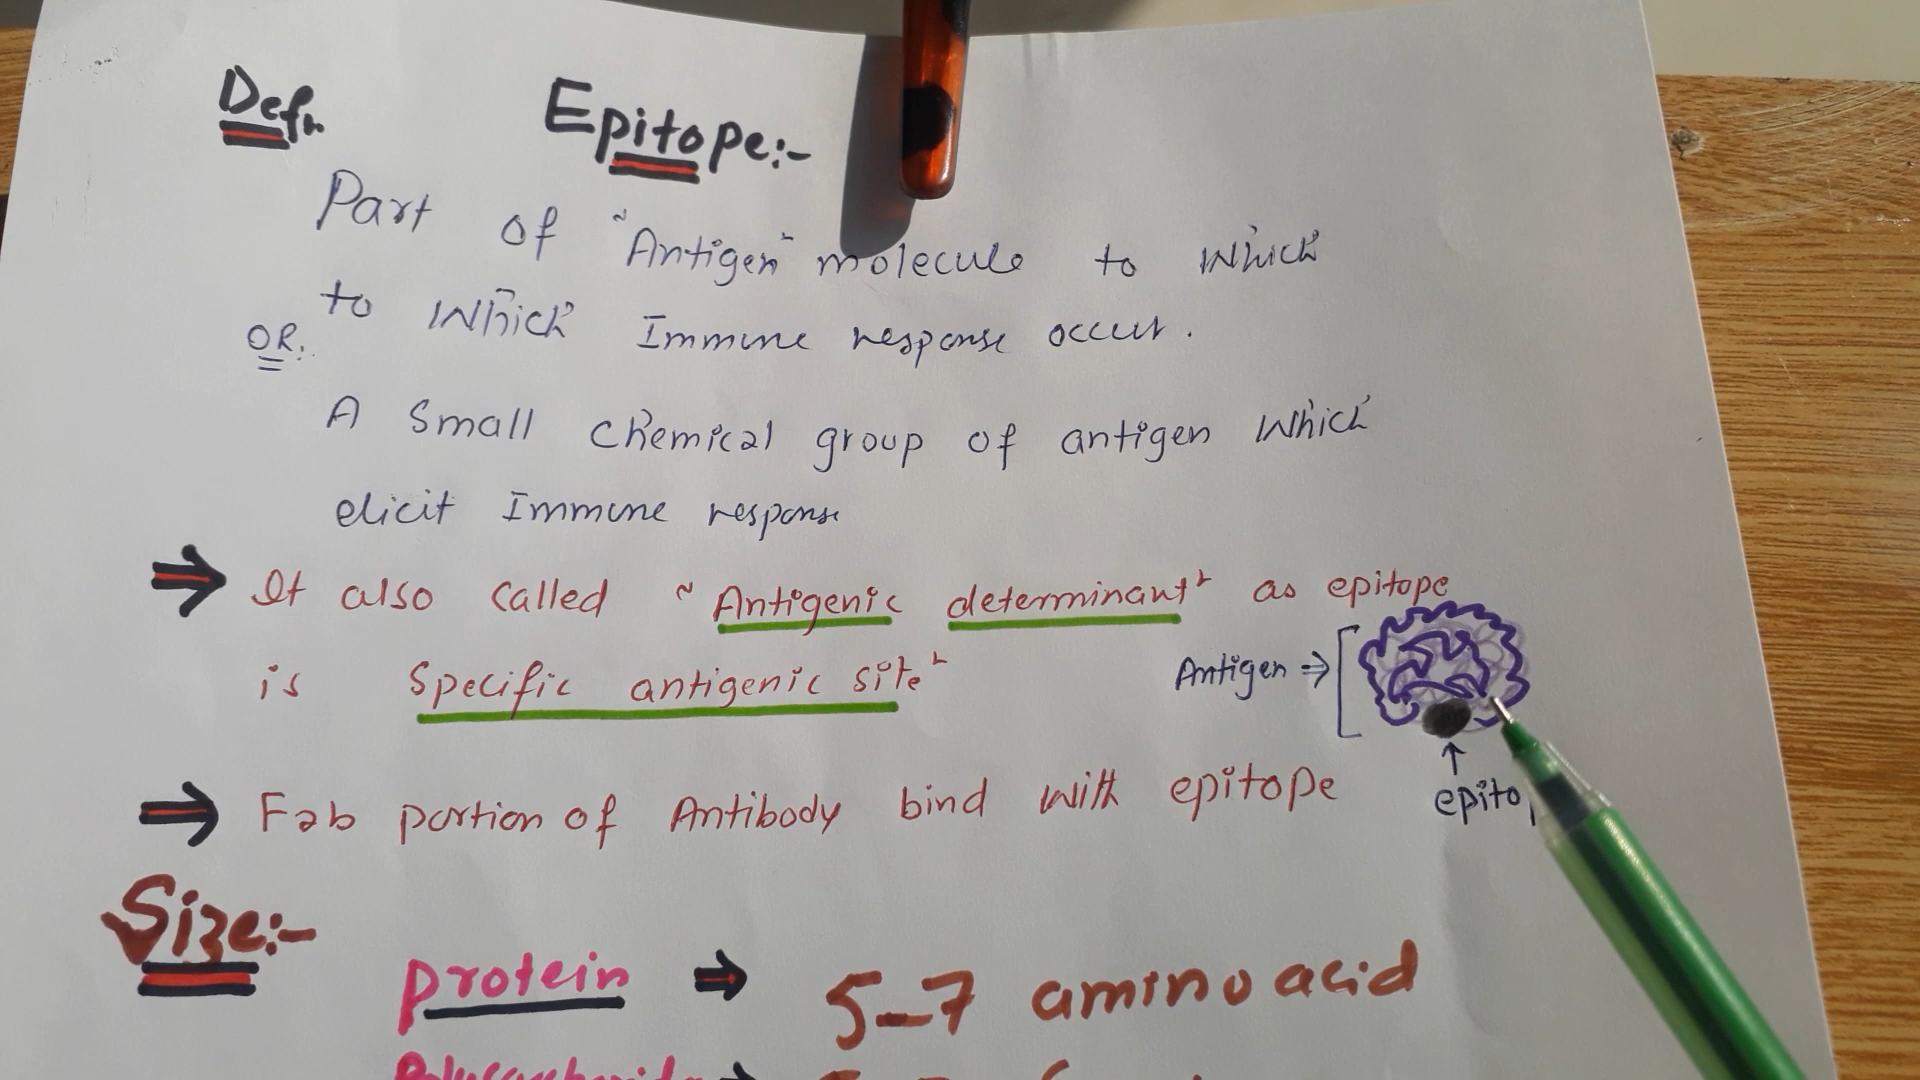 Defn. Epitope:-
Part of "Antigen" molecule to which
to which Immune response occur.
OR:
A small chemical group of antigen which
elicit Immune response
⇒ It also called "Antigenic determinant" as epitope
is Specific antigenic site"
Antigen ⇒
⇒ Fab portion of Antibody bind with epitope
Size:-
Protein ⇒ 5-7 amino acid